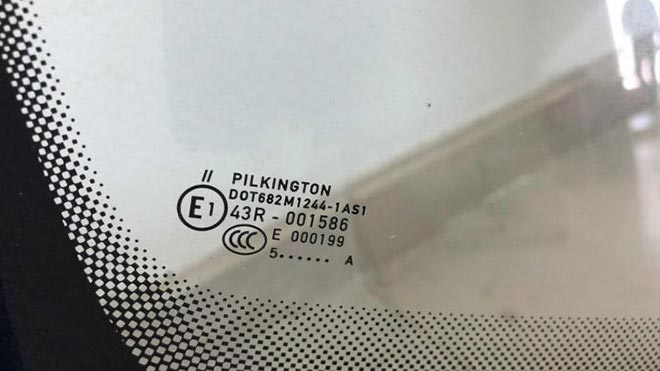 II PILKINGTON
DOT682M1244-1AS1
E1 43R - 001586
CCC E 000199
5•••••• A